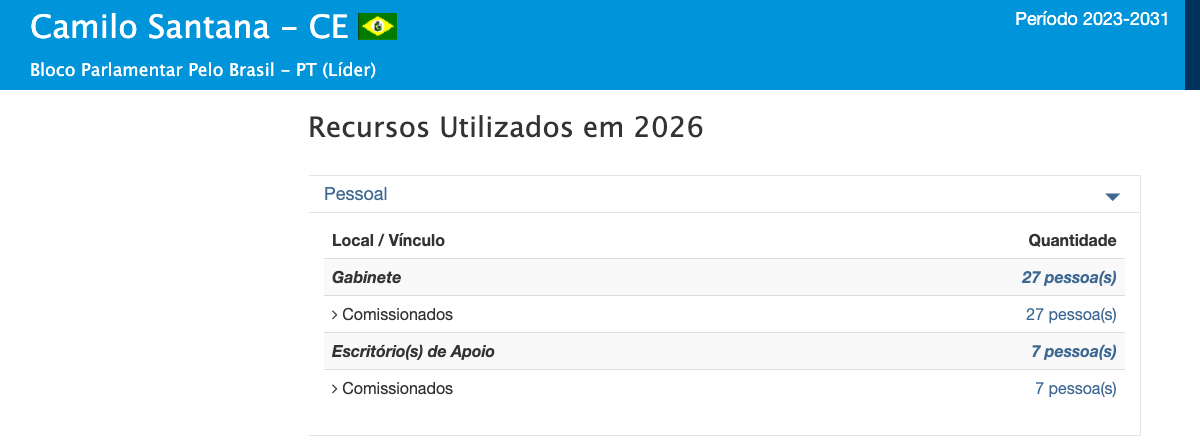 Camilo Santana – CE
Período 2023-2031
Bloco Parlamentar Pelo Brasil – PT (Líder)
Recursos Utilizados em 2026
Pessoal
Local / Vínculo Quantidade
Gabinete 27 pessoa(s)
Comissionados 27 pessoa(s)
Escritório(s) de Apoio 7 pessoa(s)
Comissionados 7 pessoa(s)